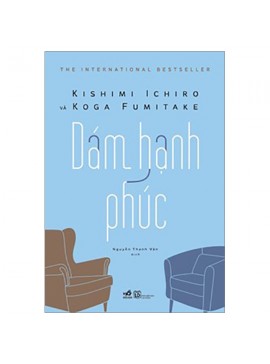 THE INTERNATIONAL BESTSELLER
KISHIMI ICHIRO
và KOGA FUMITAKE
Dám hạnh
phúc
Nguyễn Thanh Vân
dịch